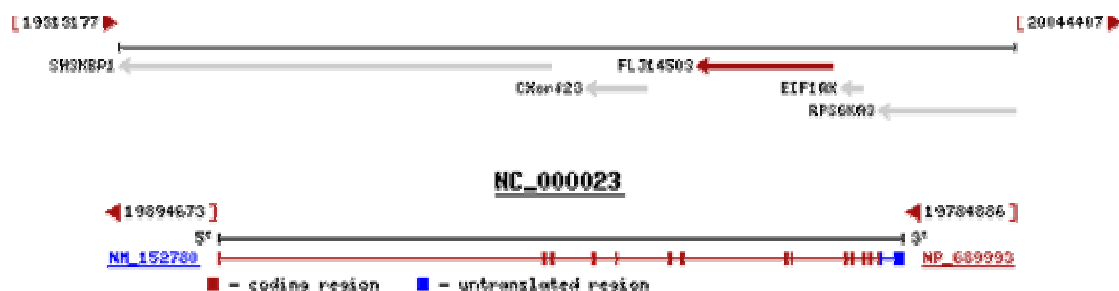 [ 19313177
[ 20044407
SH3KBP1
FLJ14503
CXorf23
EIF1AX
RPS6KA3
NC_000023
19894673 ]
19784886 ]
5' 3'
NM_152780 NP_689993
- coding region - untranslated region